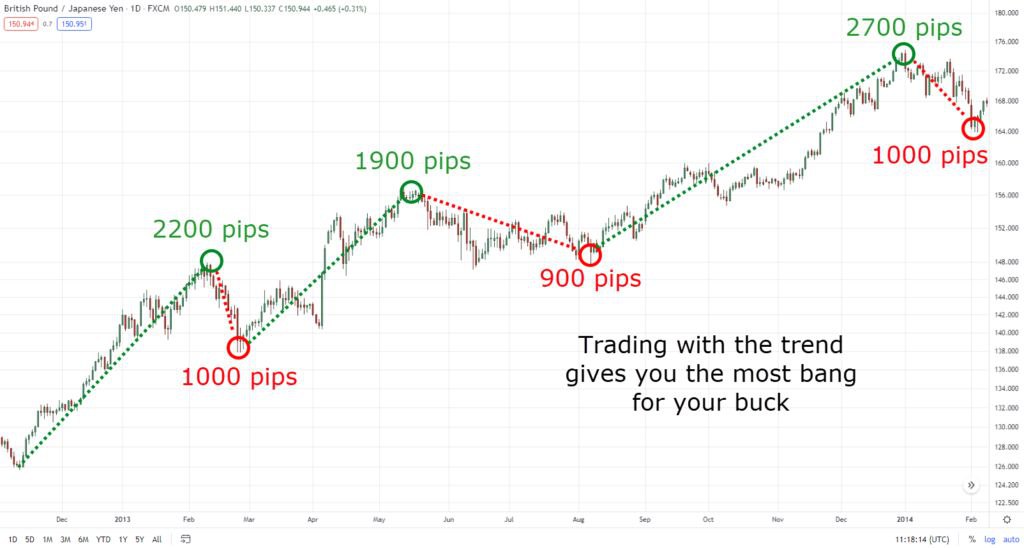 British Pound / Japanese Yen · 1D · FXCM O150.479 H151.440 L150.337 C150.944 +0.465 (+0.31%)
150.944 0.7 150.951
2700 pips
1000 pips
1900 pips
2200 pips
900 pips
1000 pips
Trading with the trend
gives you the most bang
for your buck
180.000
176.000
172.000
168.000
164.000
160.000
156.000
152.000
148.000
144.000
142.000
140.000
138.000
136.000
134.000
132.000
130.000
128.000
126.000
124.200
122.500
Dec 2013 Feb Mar Apr May Jun Jul Aug Sep Oct Nov Dec 2014 Feb
1D 5D 1M 3M 6M YTD 1Y 5Y All 11:18:14 (UTC) % log auto